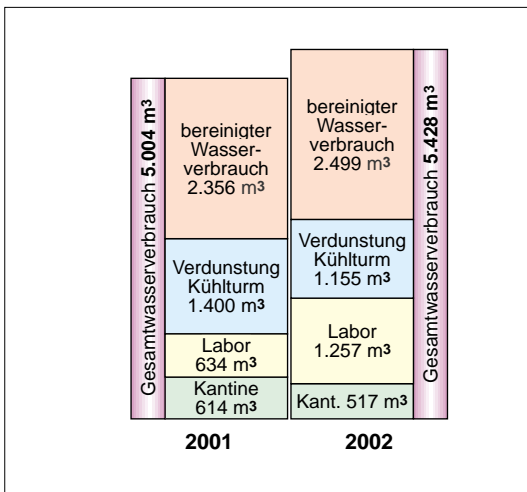 Gesamtwasserverbrauch 5.004 m³
bereinigter
Wasser-
verbrauch
2.356 m³
Verdunstung
Kühlturm
1.400 m³
Labor
634 m³
Kantine
614 m³
2001
bereinigter
Wasser-
verbrauch
2.499 m³
Verdunstung
Kühlturm
1.155 m³
Labor
1.257 m³
Kant. 517 m³
2002
Gesamtwasserverbrauch 5.428 m³